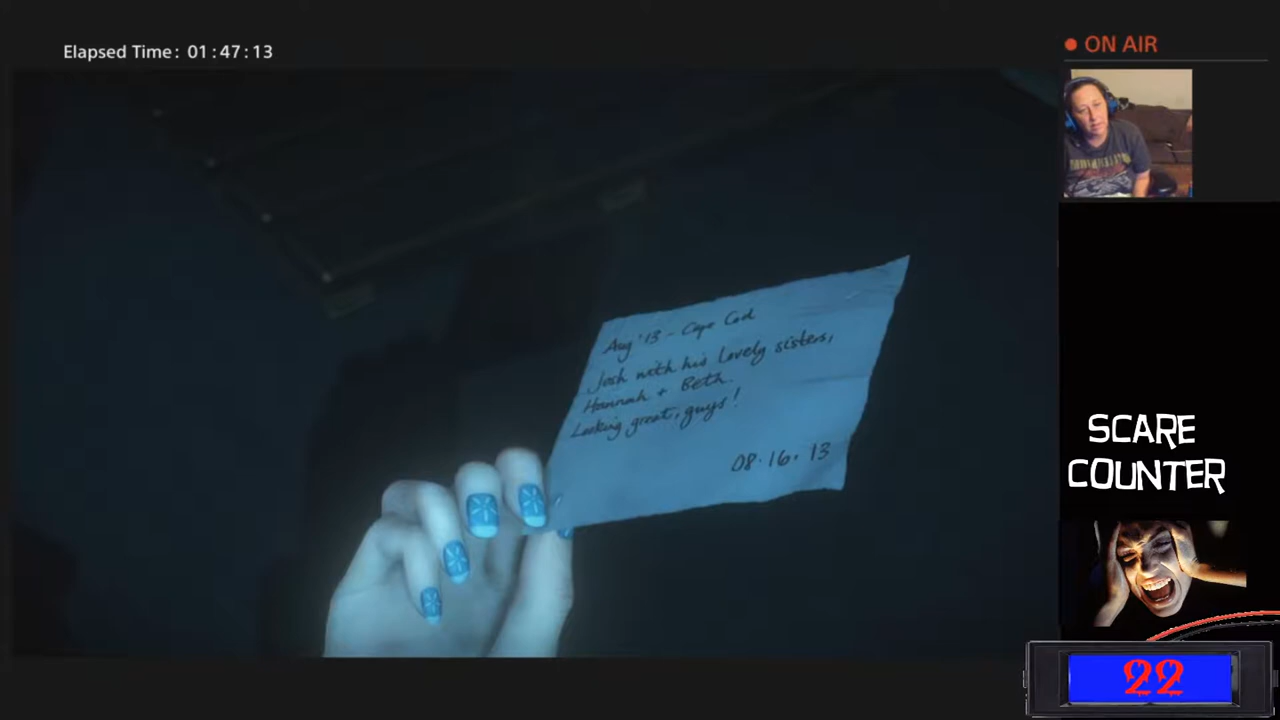 Elapsed Time: 01:47:13
ON AIR
Aug '13 - Cape Cod
Josh with his lovely sisters,
Hannah + Beth.
Looking great, guys!
08.16.13
SCARE
COUNTER
22